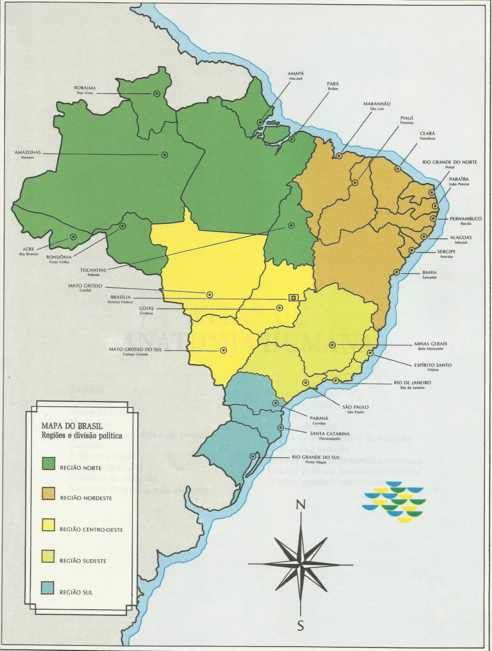 RORAIMA
Boa Vista
AMAPÁ
Macapá
PARÁ
Belém
MARANHÃO
São Luís
PIAUÍ
Teresina
CEARÁ
Fortaleza
RIO GRANDE DO NORTE
Natal
PARAÍBA
João Pessoa
PERNAMBUCO
Recife
ALAGOAS
Maceió
SERGIPE
Aracaju
BAHIA
Salvador
AMAZONAS
Manaus
ACRE
Rio Branco
RONDÔNIA
Porto Velho
TOCANTINS
Palmas
MATO GROSSO
Cuiabá
BRASÍLIA
Distrito Federal
GOIÁS
Goiânia
MATO GROSSO DO SUL
Campo Grande
MINAS GERAIS
Belo Horizonte
ESPÍRITO SANTO
Vitória
RIO DE JANEIRO
Rio de Janeiro
SÃO PAULO
São Paulo
PARANÁ
Curitiba
SANTA CATARINA
Florianópolis
RIO GRANDE DO SUL
Porto Alegre
MAPA DO BRASIL
Regiões e divisão política
REGIÃO NORTE
REGIÃO NORDESTE
REGIÃO CENTRO-OESTE
REGIÃO SUDESTE
REGIÃO SUL
N
S